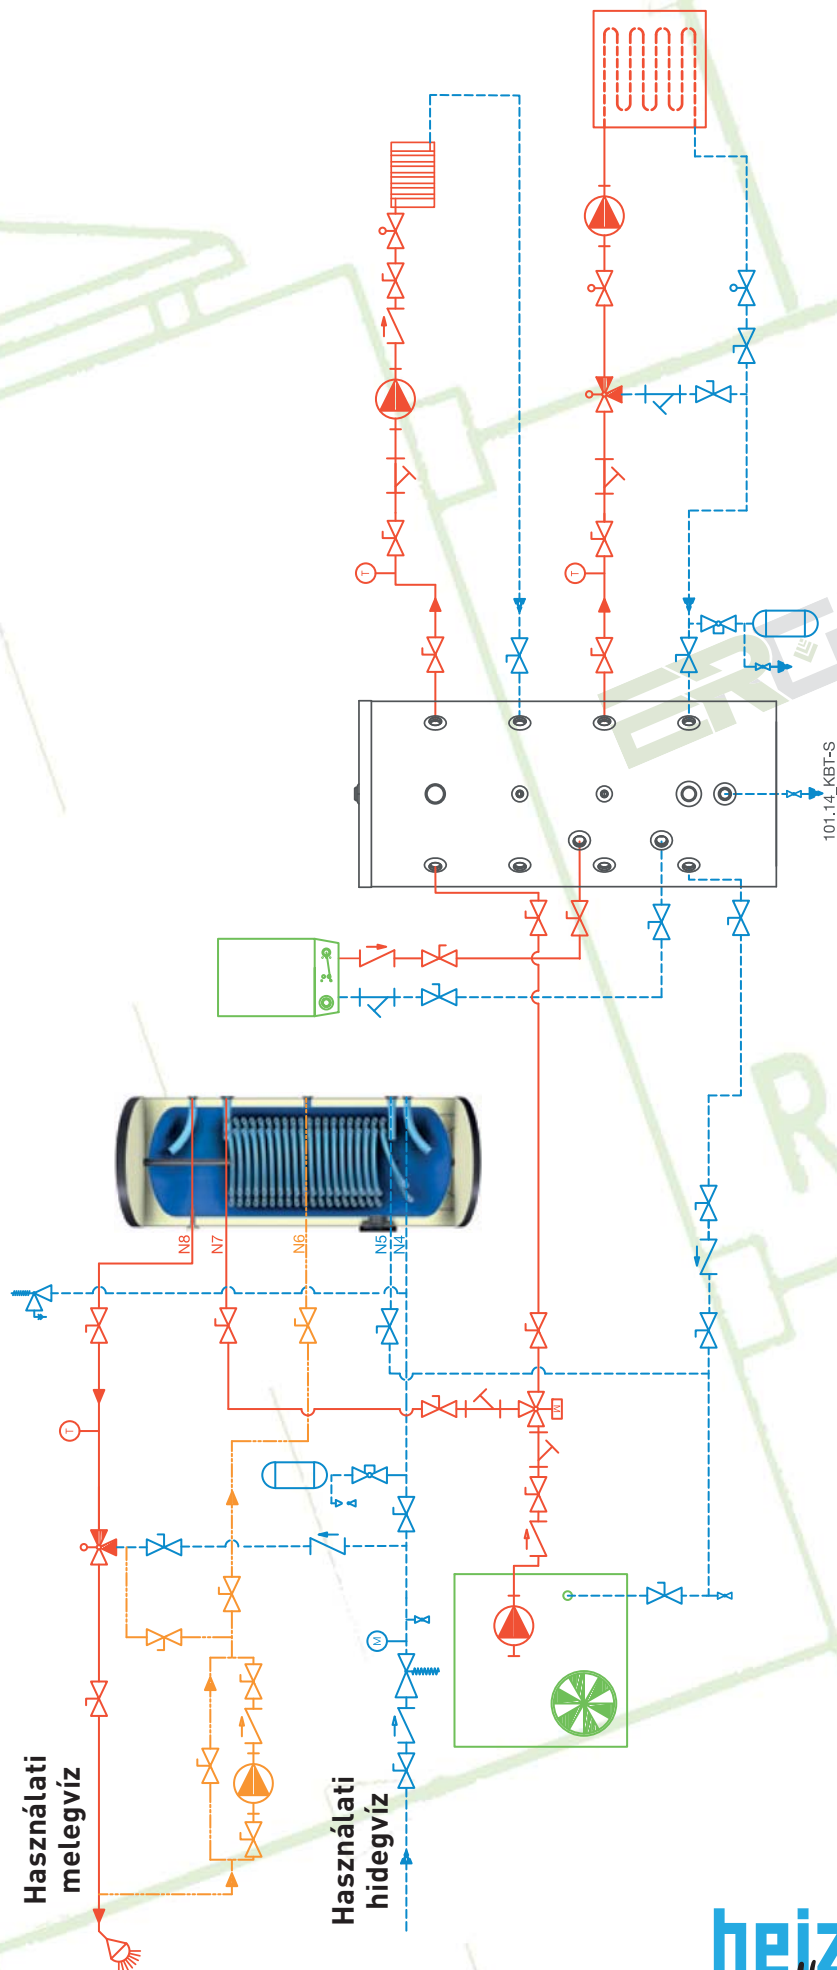 T
T
101.14_KBT-S
N8
N7
N6
N5
N4
T
M
M
Használati
melegvíz
Használati
hidegvíz
heiz